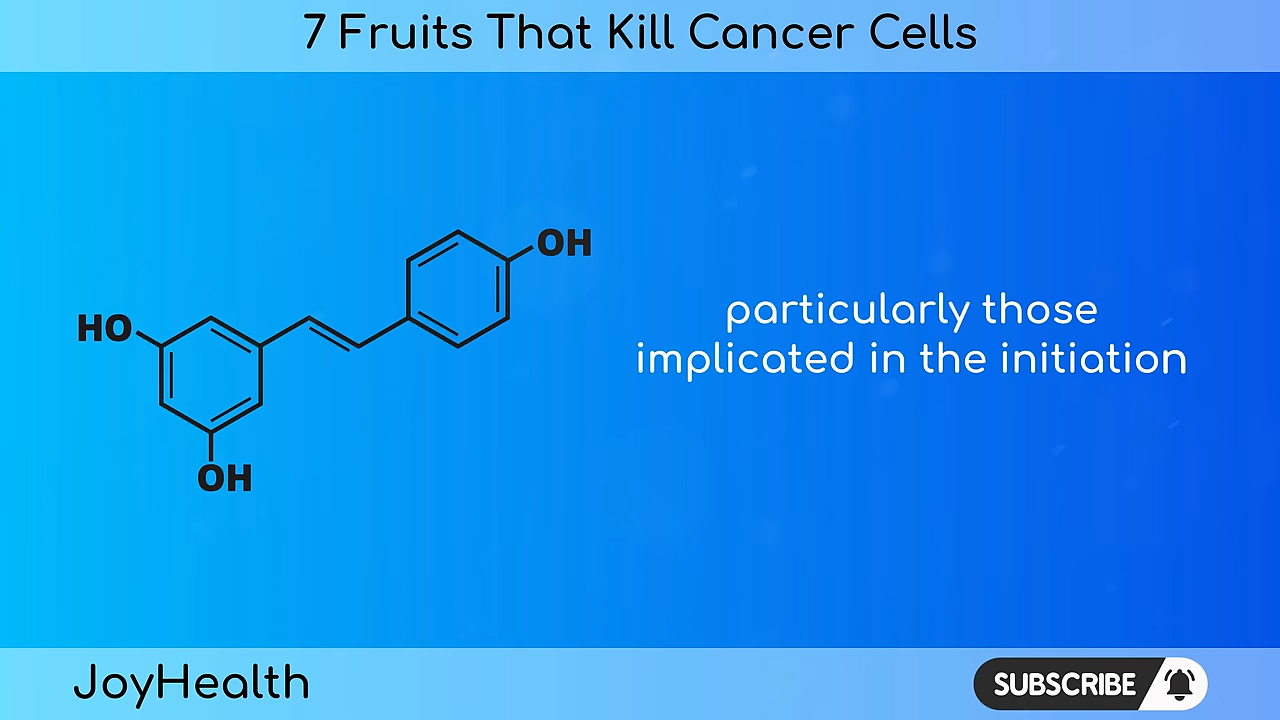 7 Fruits That Kill Cancer Cells
OH
HO
OH
particularly those
implicated in the initiation
JoyHealth
SUBSCRIBE